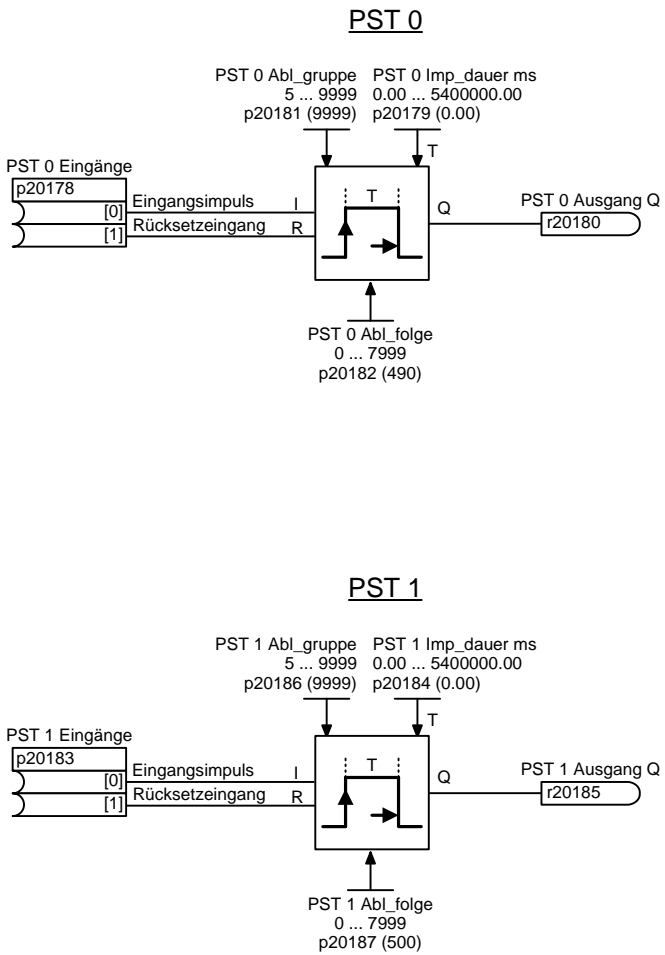 PST 0
PST 0 Abl_gruppe
5 ... 9999
p20181 (9999)
PST 0 Imp_dauer ms
0.00 ... 5400000.00
p20179 (0.00)
T
PST 0 Eingänge
p20178
[0]
[1]
Eingangsimpuls I
Rücksetzeingang R
T
Q
PST 0 Ausgang Q
r20180
PST 0 Abl_folge
0 ... 7999
p20182 (490)
PST 1
PST 1 Abl_gruppe
5 ... 9999
p20186 (9999)
PST 1 Imp_dauer ms
0.00 ... 5400000.00
p20184 (0.00)
T
PST 1 Eingänge
p20183
[0]
[1]
Eingangsimpuls I
Rücksetzeingang R
T
Q
PST 1 Ausgang Q
r20185
PST 1 Abl_folge
0 ... 7999
p20187 (500)